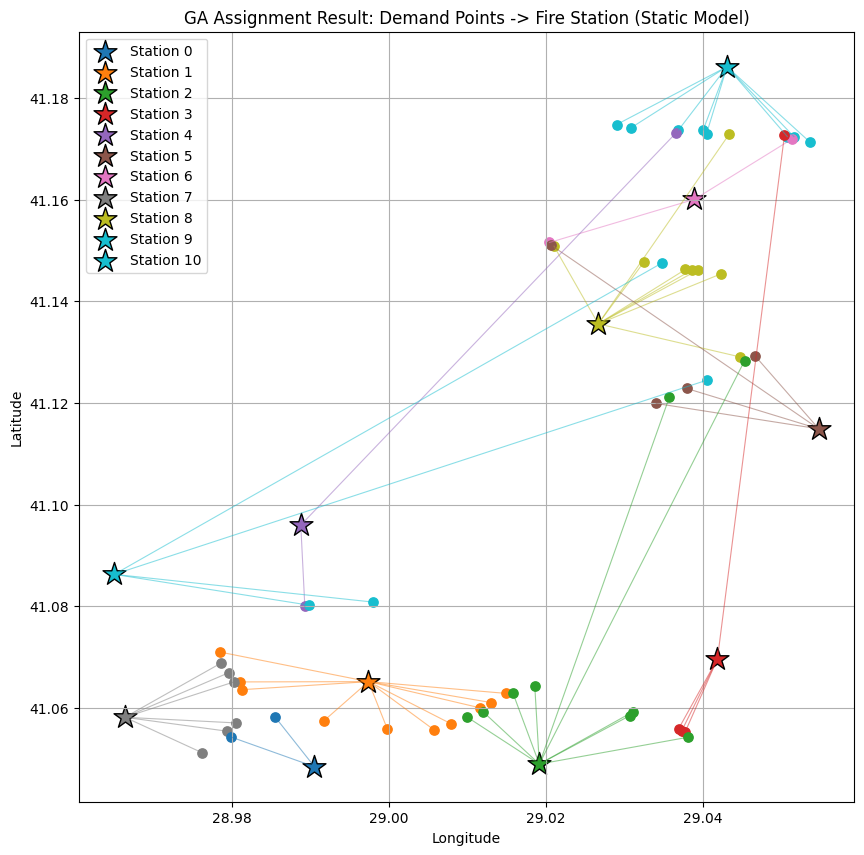 GA Assignment Result: Demand Points -> Fire Station (Static Model)
Station 0
Station 1
Station 2
Station 3
Station 4
Station 5
Station 6
Station 7
Station 8
Station 9
Station 10
41.18
41.16
41.14
41.12
41.10
41.08
41.06
Latitude
28.98 29.00 29.02 29.04
Longitude